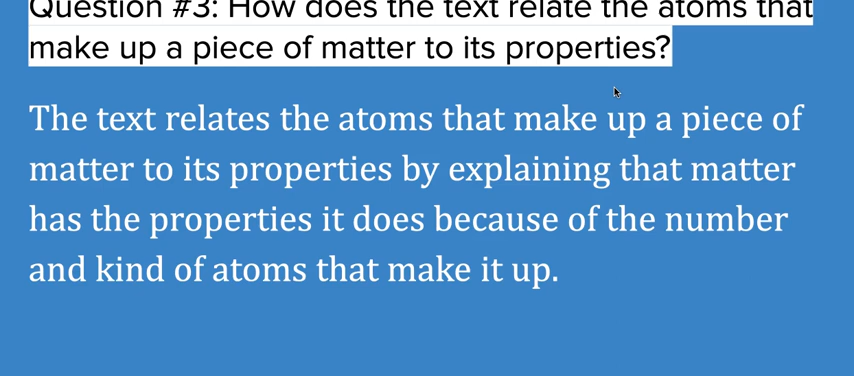 Question #3: How does the text relate the atoms that
make up a piece of matter to its properties?
The text relates the atoms that make up a piece of
matter to its properties by explaining that matter
has the properties it does because of the number
and kind of atoms that make it up.